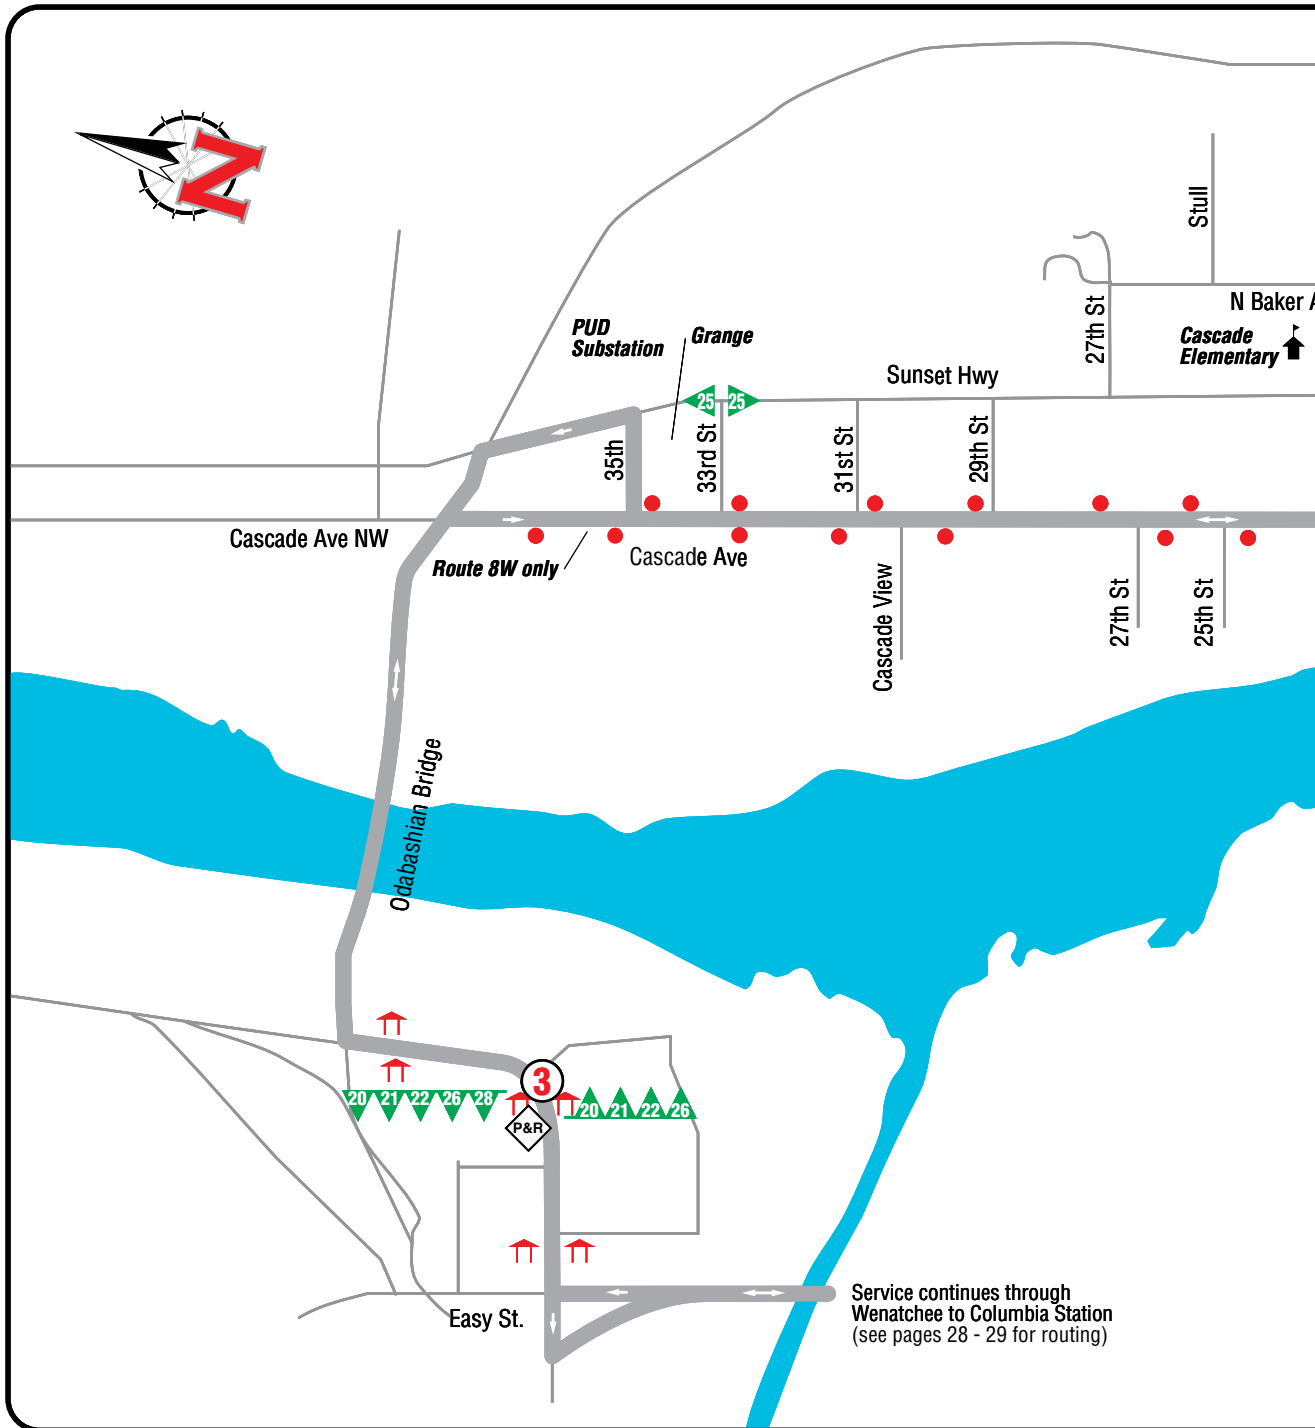 N
Stull
N Baker A
27th St
Cascade
Elementary
PUD
Substation
Grange
Sunset Hwy
25 25
35th
33rd St
31st St
29th St
Cascade Ave NW
Route 8W only
Cascade Ave
Cascade View
27th St
25th St
Odabashian Bridge
3
20 21 22 26 28
20 21 22 26
P&R
Easy St.
Service continues through
Wenatchee to Columbia Station
(see pages 28 - 29 for routing)